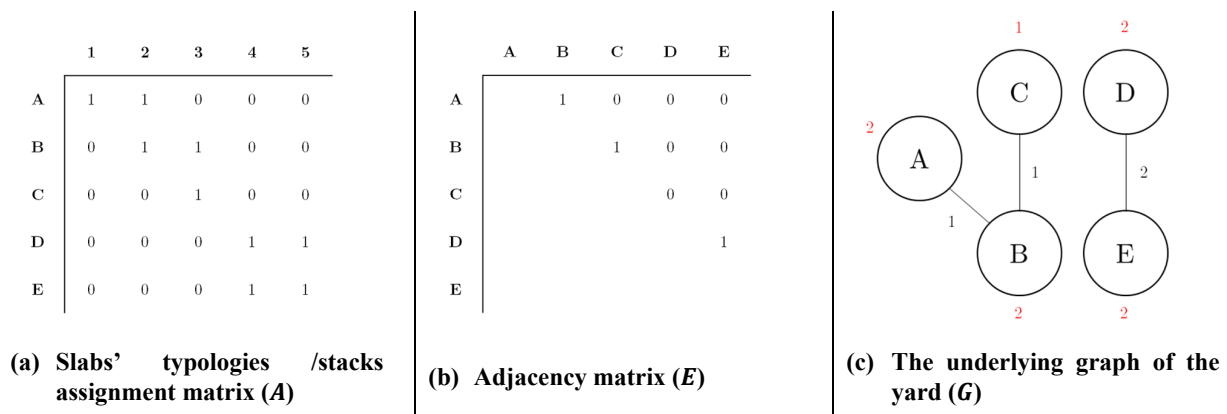 1 2 3 4 5
A 1 1 0 0 0
B 0 1 1 0 0
C 0 0 1 0 0
D 0 0 0 1 1
E 0 0 0 1 1
(a) Slabs' typologies /stacks
assignment matrix (A)
A B C D E
A 1 0 0 0
B 1 0 0
C 0 0
D 1
E
(b) Adjacency matrix (E)
1 2
C D
2
A
1 2
1
B E
2 2
(c) The underlying graph of the
yard (G)